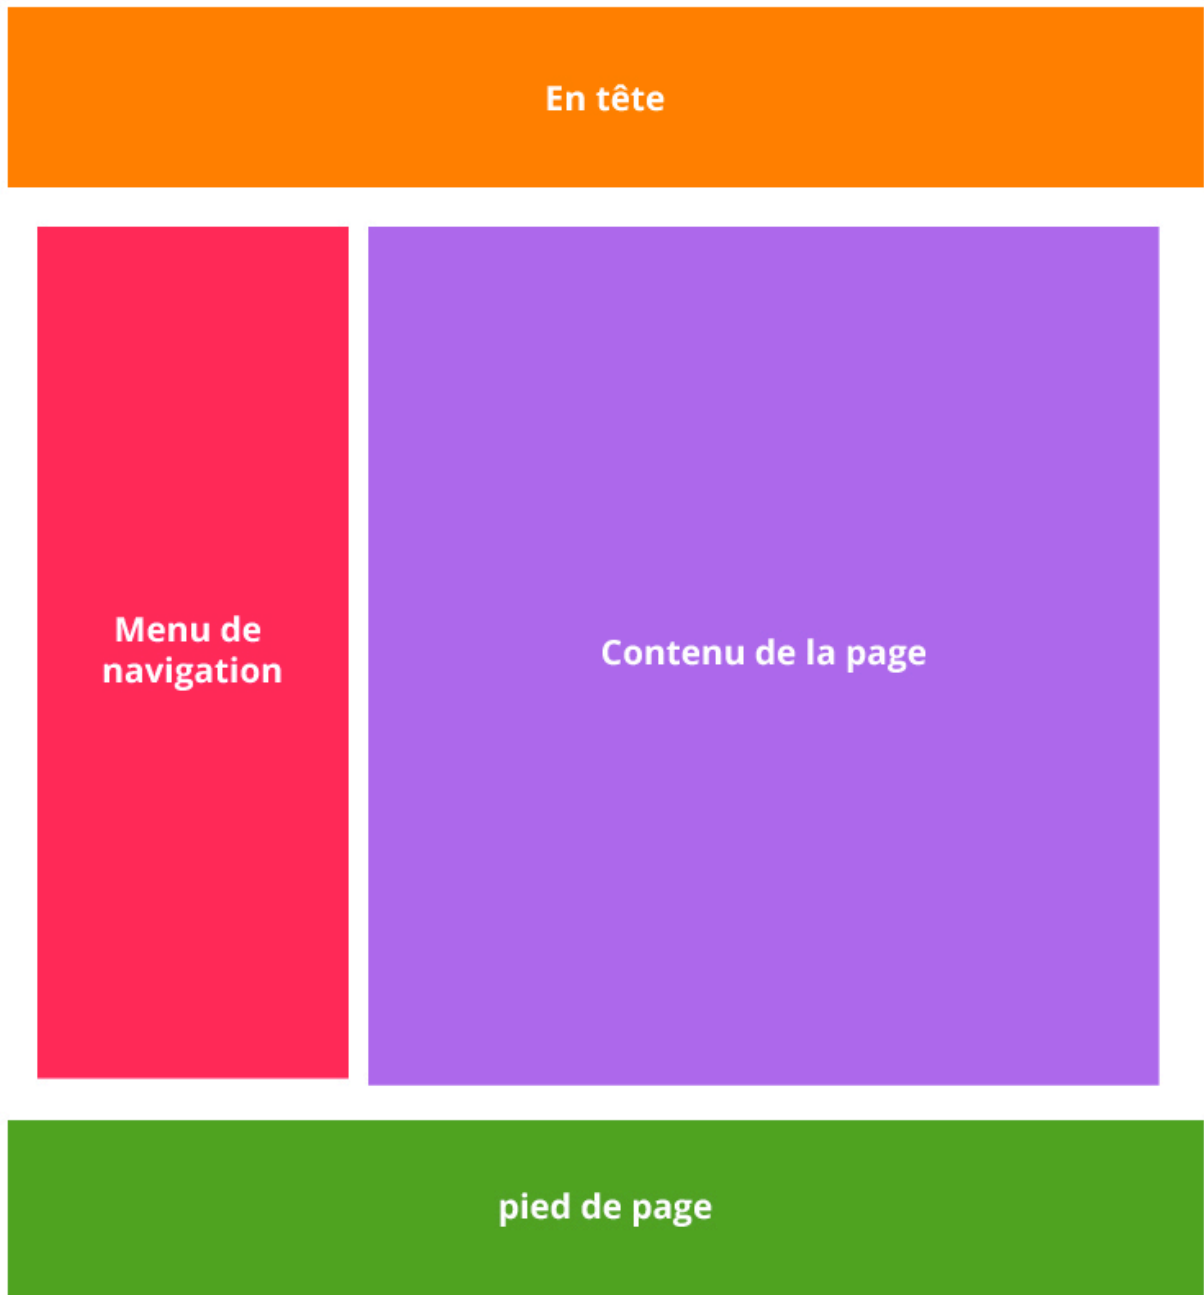 En tête
Menu de
navigation
Contenu de la page
pied de page